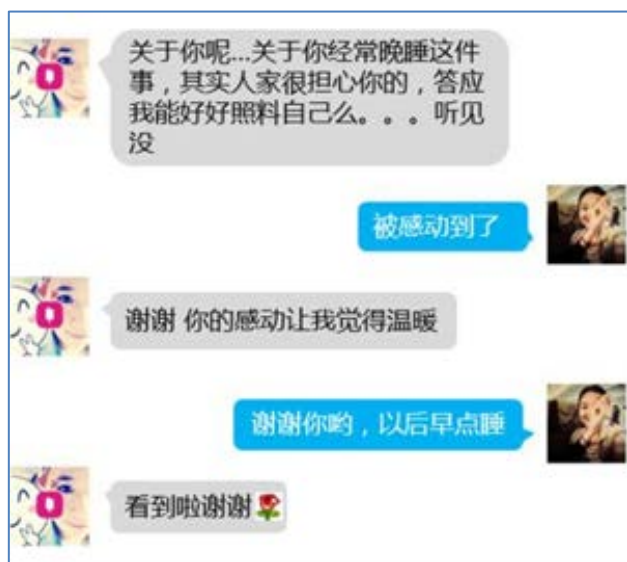 关于你呢...关于你经常晚睡这件
事，其实人家很担心你的，答应
我能好好照料自己么。。。听见
没
被感动到了
谢谢 你的感动让我觉得温暖
谢谢你哟，以后早点睡
看到啦谢谢🌹